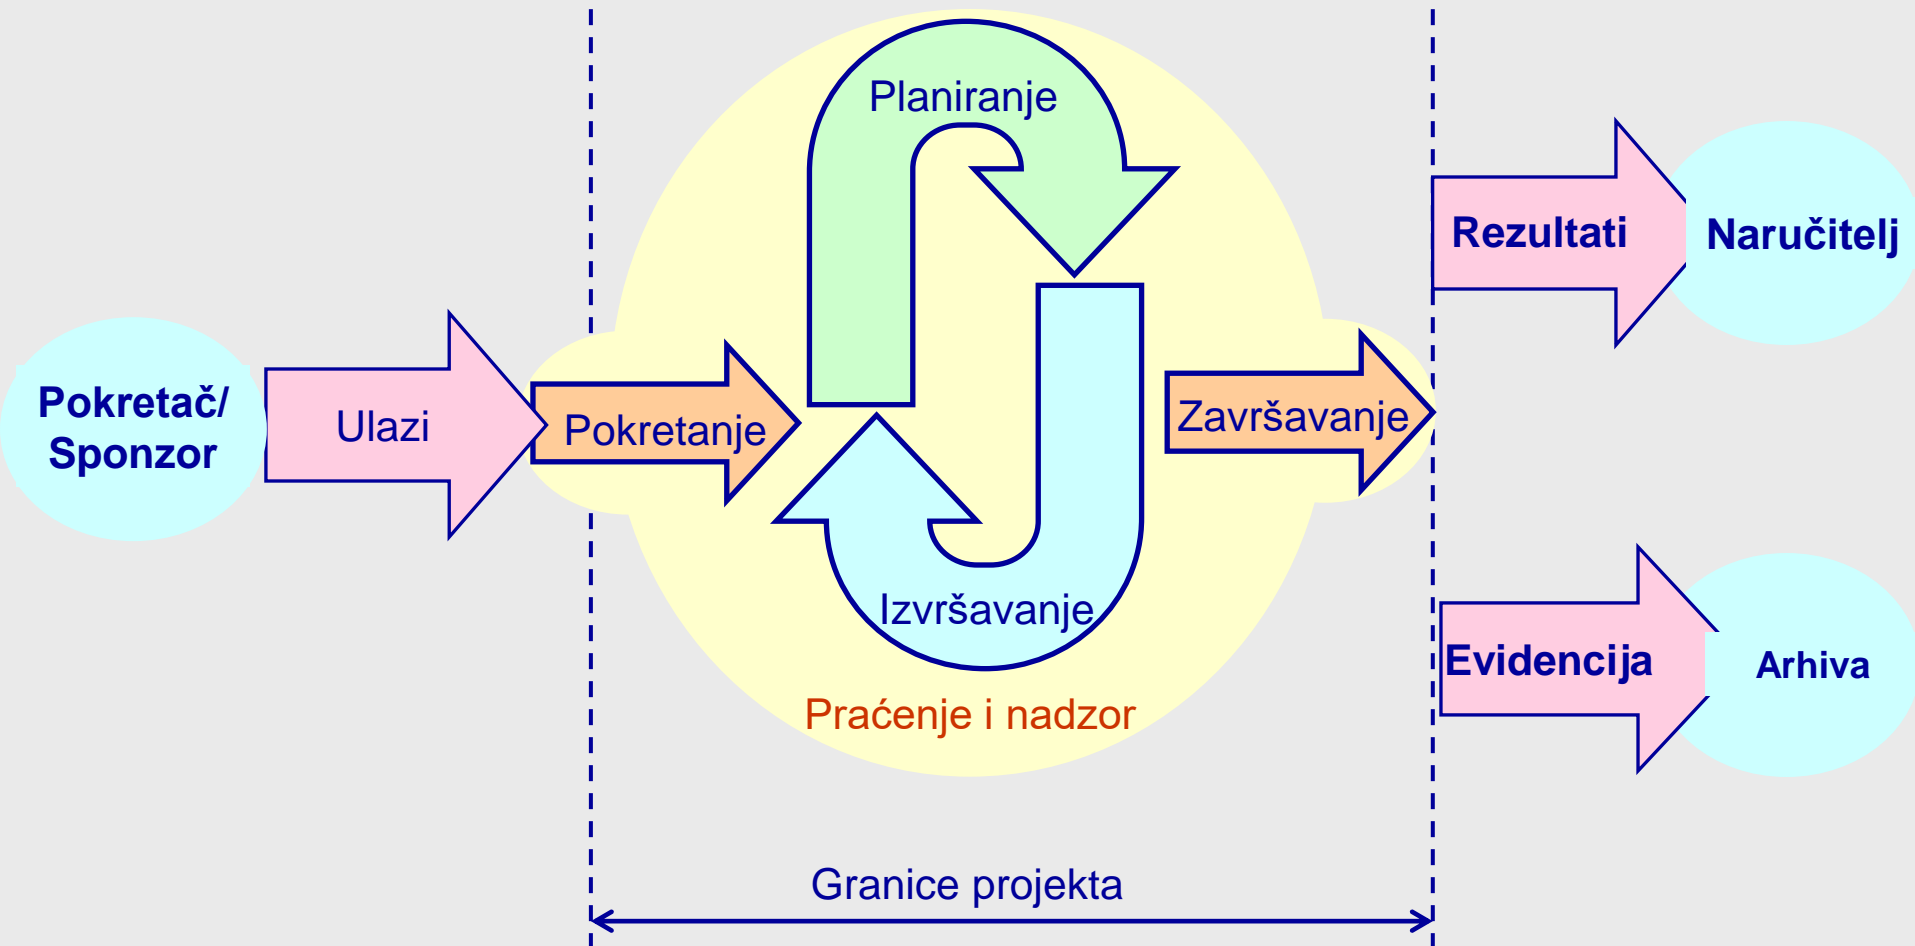 Planiranje
Rezultati
Naručitelj
Pokretač/
Sponzor
Ulazi
Pokretanje
Završavanje
Izvršavanje
Evidencija
Arhiva
Praćenje i nadzor
Granice projekta